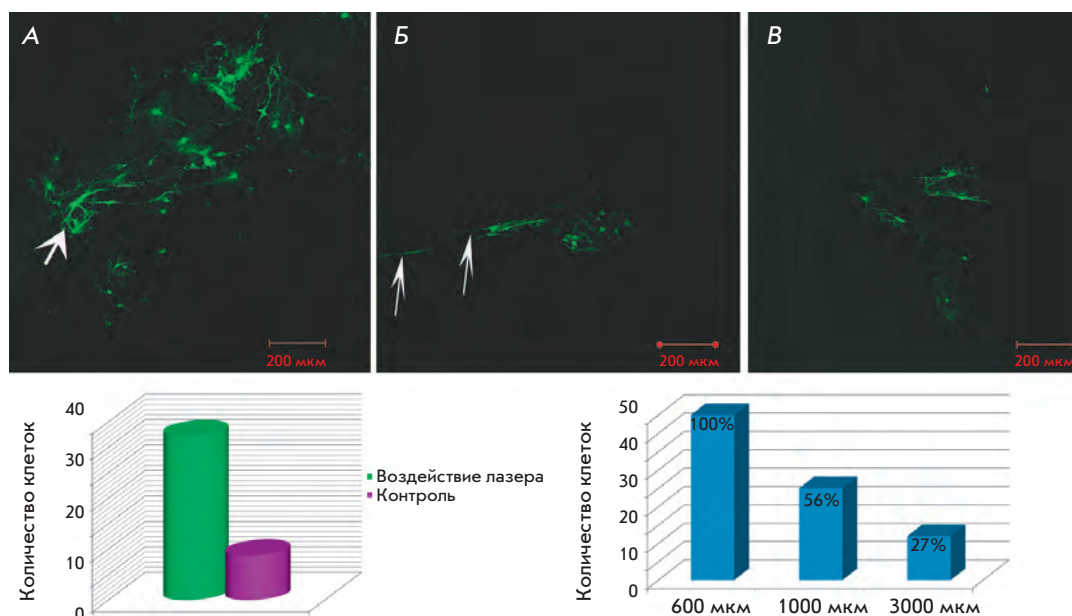 А
Б
В
200 мкм
200 мкм
200 мкм
Количество клеток
40
30
20
10
0
Воздействие лазера
Контроль
Количество клеток
50
40
30
20
10
0
100%
56%
27%
600 мкм
1000 мкм
3000 мкм